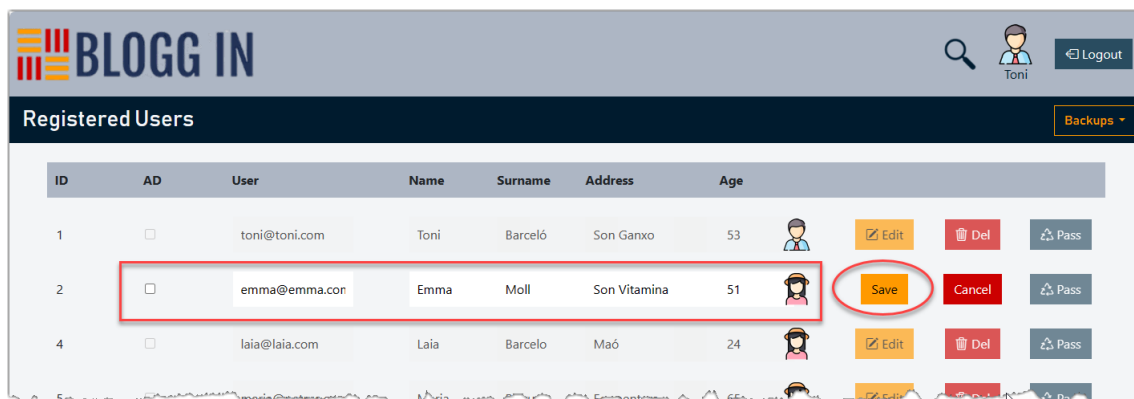 BLOGG IN
Toni
Logout
Registered Users
Backups
ID AD User Name Surname Address Age
1 toni@toni.com Toni Barceló Son Ganxo 53 Edit Del Pass
2 emma@emma.con Emma Moll Son Vitamina 51 Save Cancel Pass
4 laia@laia.com Laia Barcelo Maó 24 Edit Del Pass